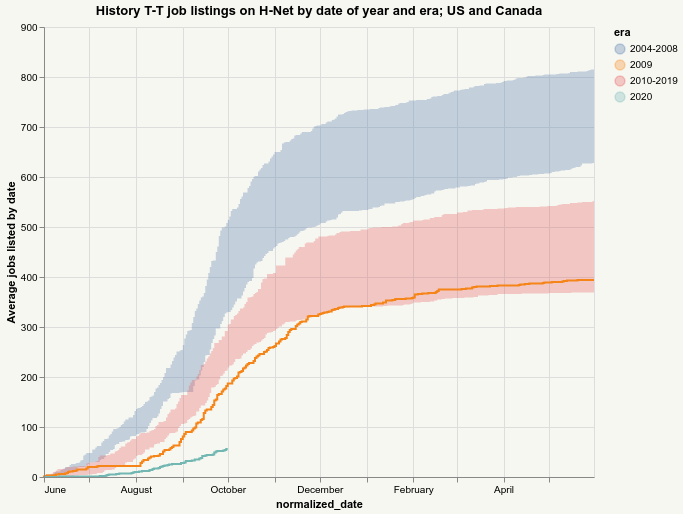 History T-T job listings on H-Net by date of year and era; US and Canada
era
2004-2008
2009
2010-2019
2020
Average jobs listed by date
900
800
700
600
500
400
300
200
100
0
June August October December February April
normalized_date